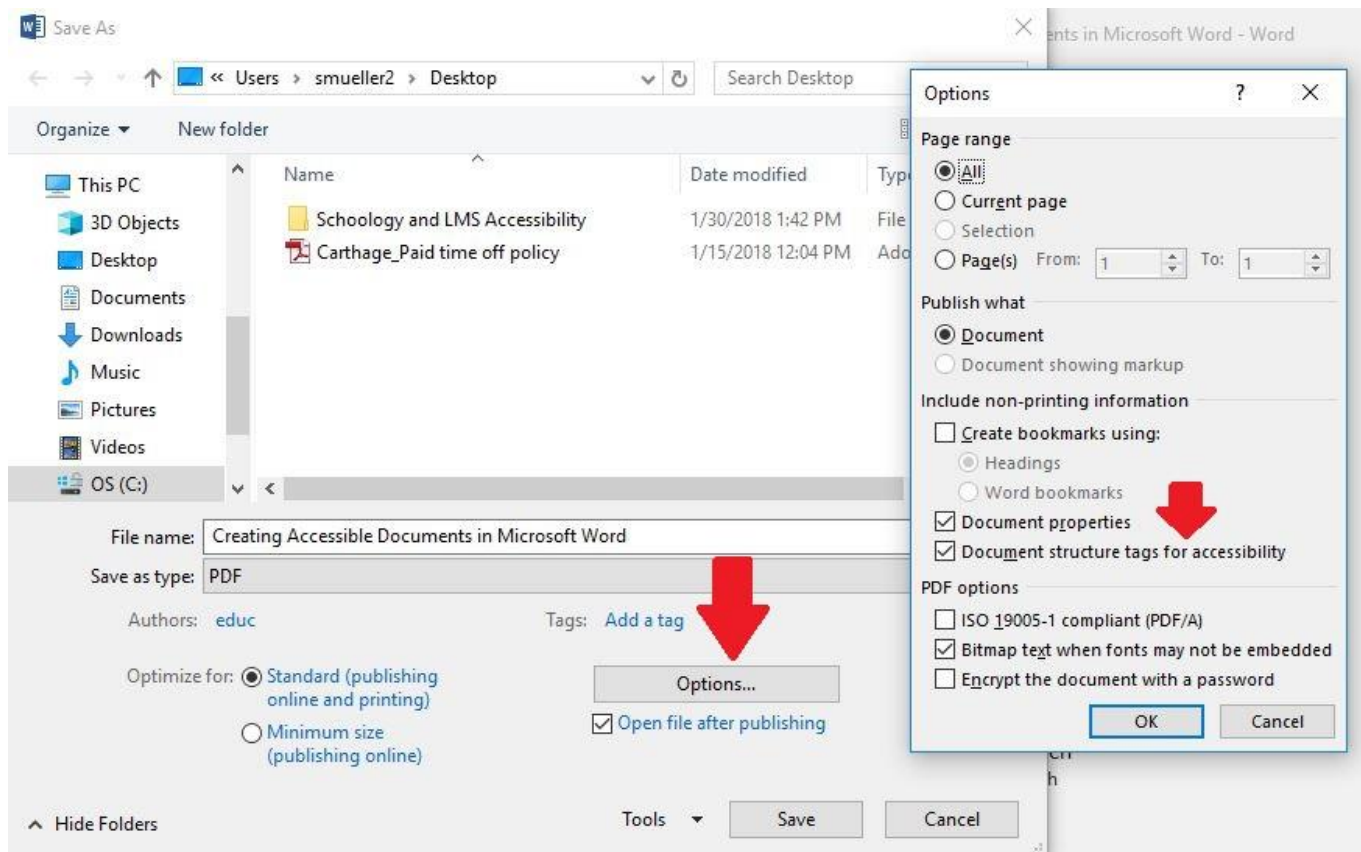 Save As
ents in Microsoft Word - Word
« Users › smueller2 › Desktop
Search Desktop
Organize
New folder
This PC
3D Objects
Desktop
Documents
Downloads
Music
Pictures
Videos
OS (C:)
Name
Date modified
Schoology and LMS Accessibility
1/30/2018 1:42 PM
File
Carthage_Paid time off policy
1/15/2018 12:04 PM
Ado
File name: Creating Accessible Documents in Microsoft Word
Save as type: PDF
Authors: educ
Tags: Add a tag
Optimize for:
Standard (publishing
online and printing)
Minimum size
(publishing online)
Options...
Open file after publishing
Hide Folders
Tools
Save
Cancel
Options
?
Page range
All
Current page
Selection
Page(s) From: 1 To: 1
Publish what
Document
Document showing markup
Include non-printing information
Create bookmarks using:
Headings
Word bookmarks
Document properties
Document structure tags for accessibility
PDF options
ISO 19005-1 compliant (PDF/A)
Bitmap text when fonts may not be embedded
Encrypt the document with a password
OK
Cancel
h